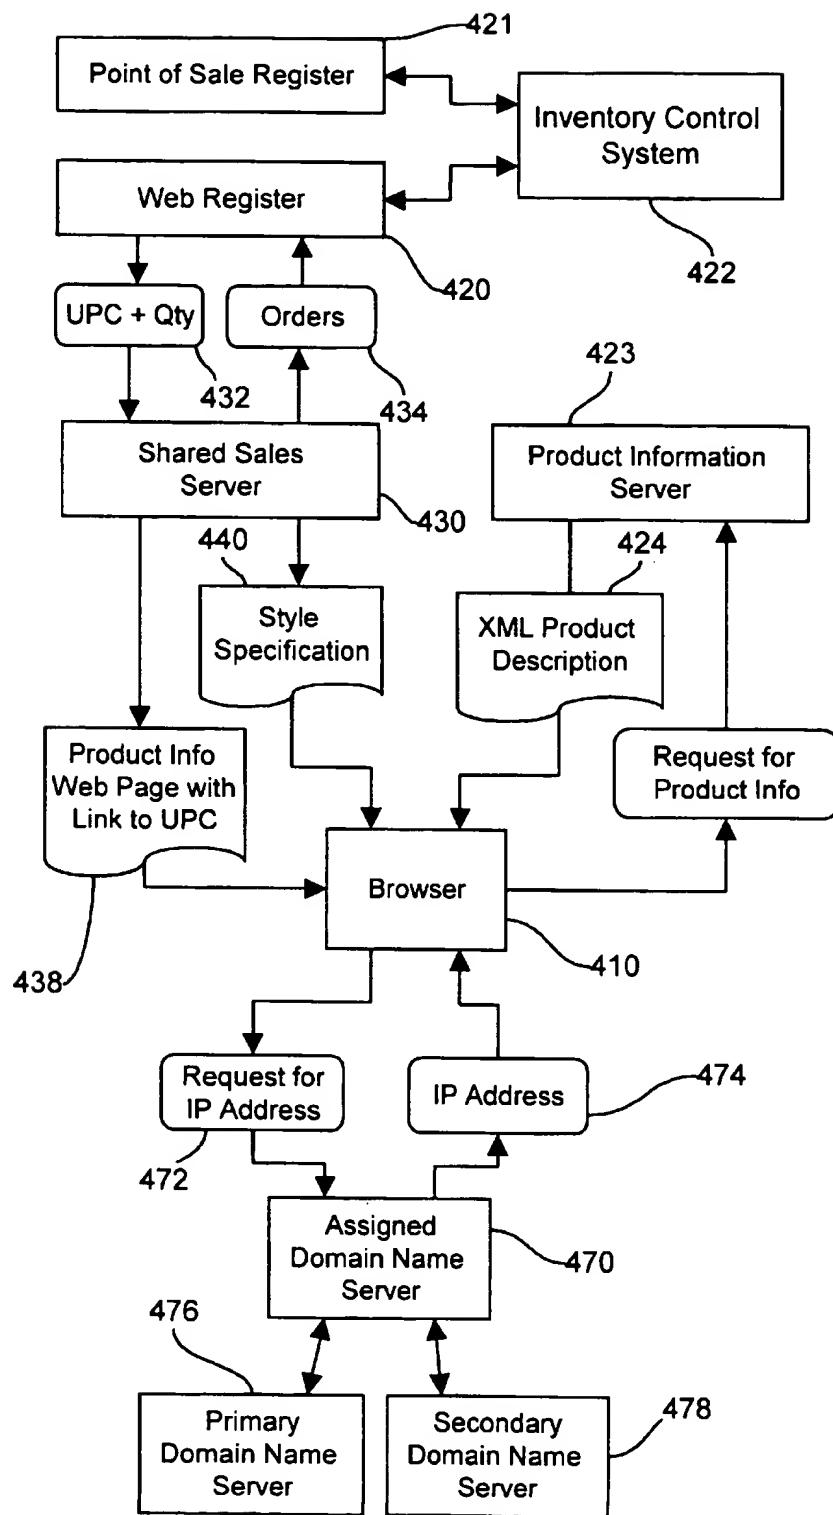 421
Point of Sale Register
Inventory Control
System
Web Register
422
420
UPC + Qty
Orders
432
434
423
Shared Sales
Server
Product Information
Server
430
440
424
Style
Specification
XML Product
Description
Product Info
Web Page with
Link to UPC
Request for
Product Info
Browser
438
410
Request for
IP Address
IP Address
474
472
Assigned
Domain Name
Server
470
476
Primary
Domain Name
Server
Secondary
Domain Name
Server
478